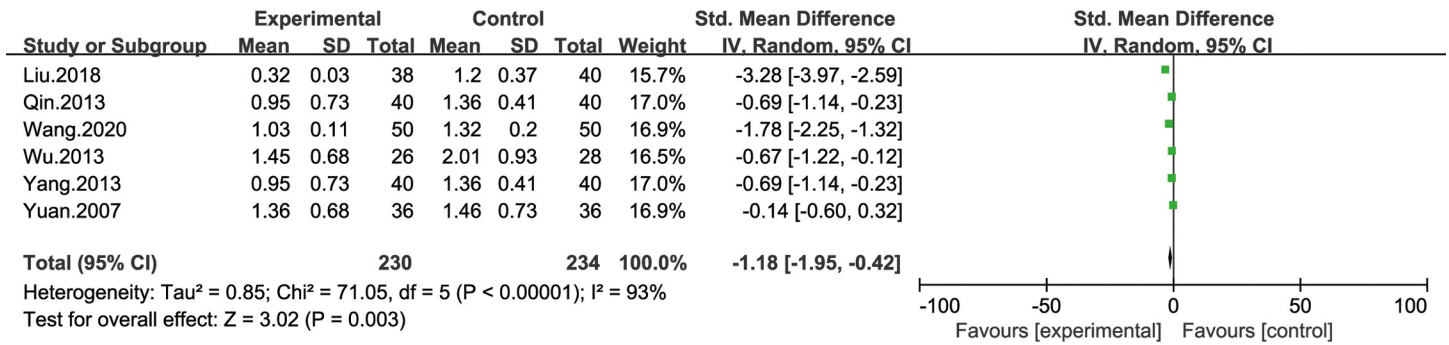 Experimental Control Std. Mean Difference Std. Mean Difference
Study or Subgroup Mean SD Total Mean SD Total Weight IV, Random, 95% CI IV, Random, 95% CI
Liu.2018 0.32 0.03 38 1.2 0.37 40 15.7% -3.28 [-3.97, -2.59]
Qin.2013 0.95 0.73 40 1.36 0.41 40 17.0% -0.69 [-1.14, -0.23]
Wang.2020 1.03 0.11 50 1.32 0.2 50 16.9% -1.78 [-2.25, -1.32]
Wu.2013 1.45 0.68 26 2.01 0.93 28 16.5% -0.67 [-1.22, -0.12]
Yang.2013 0.95 0.73 40 1.36 0.41 40 17.0% -0.69 [-1.14, -0.23]
Yuan.2007 1.36 0.68 36 1.46 0.73 36 16.9% -0.14 [-0.60, 0.32]
Total (95% CI) 230 234 100.0% -1.18 [-1.95, -0.42]
Heterogeneity: Tau² = 0.85; Chi² = 71.05, df = 5 (P < 0.00001); I² = 93%
Test for overall effect: Z = 3.02 (P = 0.003)
-100 -50 0 50 100
Favours [experimental] Favours [control]